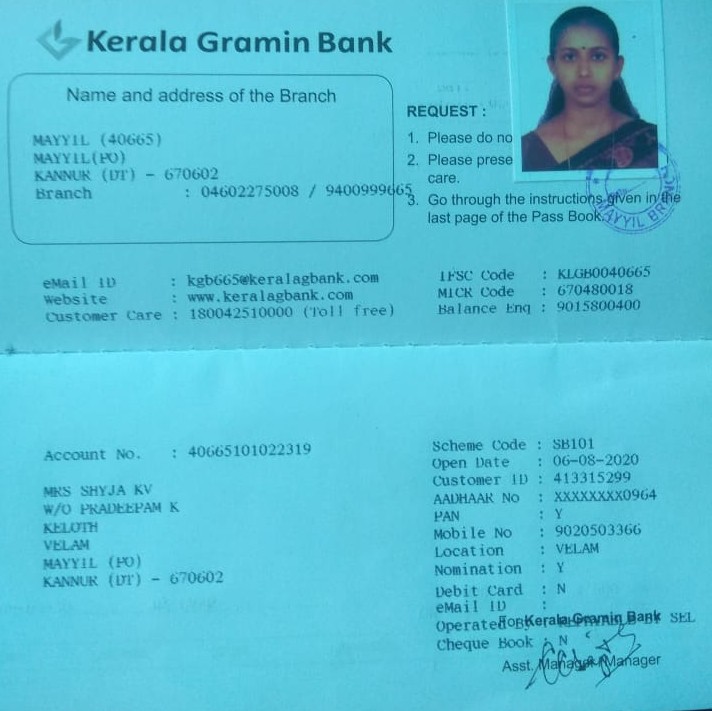 Kerala Gramin Bank
Name and address of the Branch
MAYYIL (40665)
MAYYIL(PO)
KANNUR (DT) - 670602
Branch : 04602275008 / 9400999665
REQUEST :
1. Please do no
2. Please prese
care.
3. Go through the instructions given in the
last page of the Pass Book.
MAYYIL BRAN
eMail ID : kgb665@keralagbank.com
Website : www.keralagbank.com
Customer Care : 180042510000 (Toll free)
IFSC Code : KLGB0040665
MICR Code : 670480018
Balance Enq : 9015800400
Account No. : 40665101022319
MRS SHYJA KV
W/O PRADEEPAM K
KELOTH
VELAM
MAYYIL (PO)
KANNUR (DT) - 670602
Scheme Code : SB101
Open Date : 06-08-2020
Customer ID : 413315299
AADHAAR No : XXXXXXXX0964
PAN : Y
Mobile No : 9020503366
Location : VELAM
Nomination : Y
Debit Card : N
eMail ID :
Operated By : SEL
For Kerala Gramin Bank
Cheque Book : N
Asst. Manager/Manager